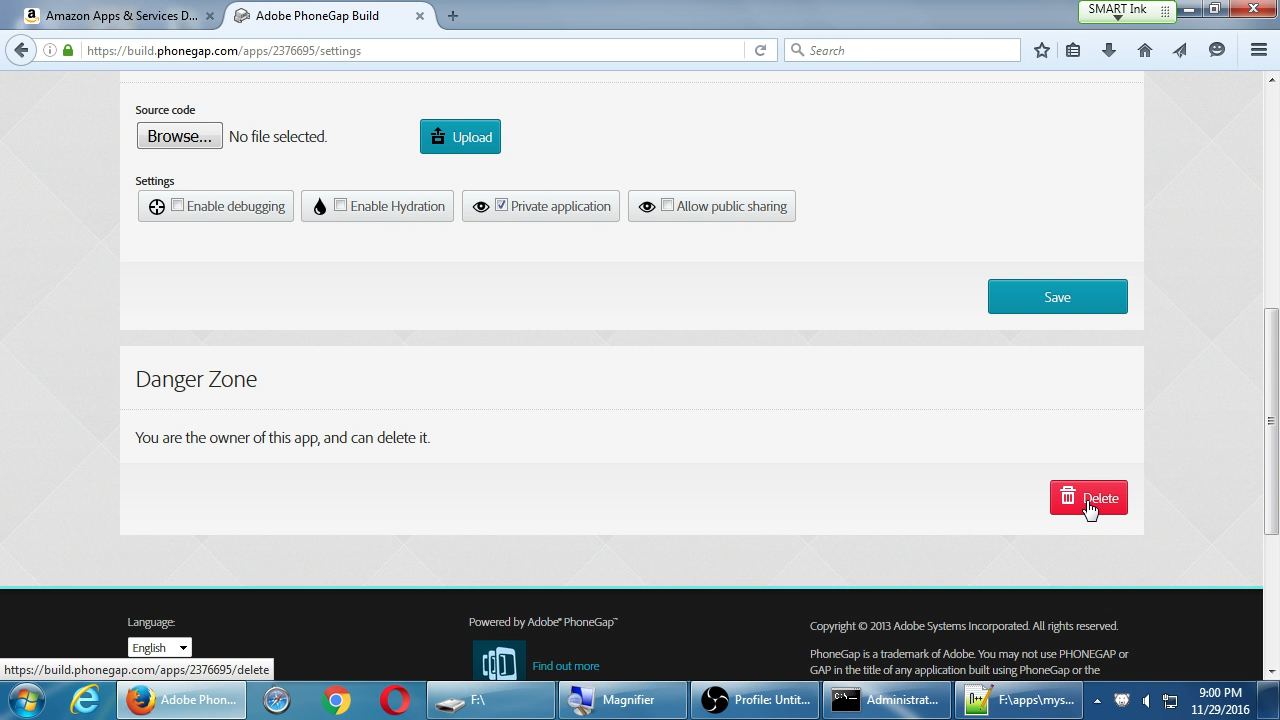 Amazon Apps & Services D...
Adobe PhoneGap Build
SMART Ink
https://build.phonegap.com/apps/2376695/settings
Search
Source code
Browse... No file selected.
Upload
Settings
Enable debugging
Enable Hydration
Private application
Allow public sharing
Save
Danger Zone
You are the owner of this app, and can delete it.
Delete
Language:
English
Powered by Adobe® PhoneGap™
Find out more
Copyright © 2013 Adobe Systems Incorporated. All rights reserved.
PhoneGap is a trademark of Adobe. You may not use PHONEGAP or
GAP in the title of any application built using PhoneGap or the
https://build.phonegap.com/apps/2376695/delete
Adobe Phon...
F:\
Magnifier
Profile: Untit...
Administrat...
F:\apps\mys...
9:00 PM
11/29/2016